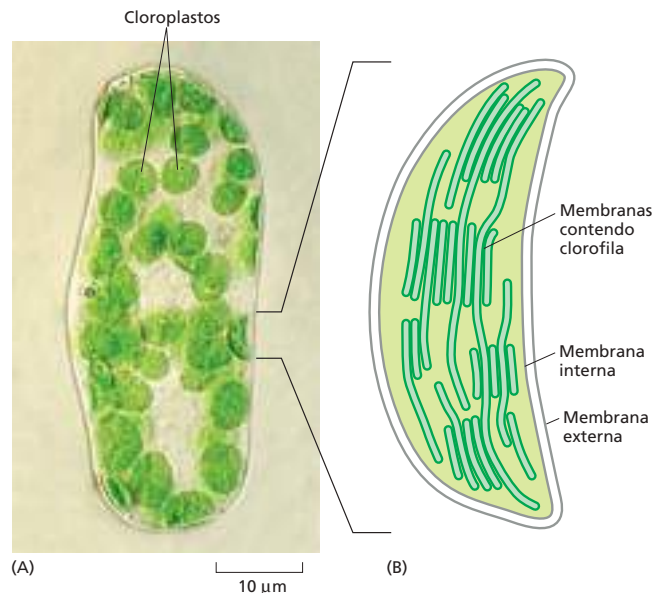 Cloroplastos
Membranas
contendo
clorofila
Membrana
interna
Membrana
externa
(A)
10 µm
(B)